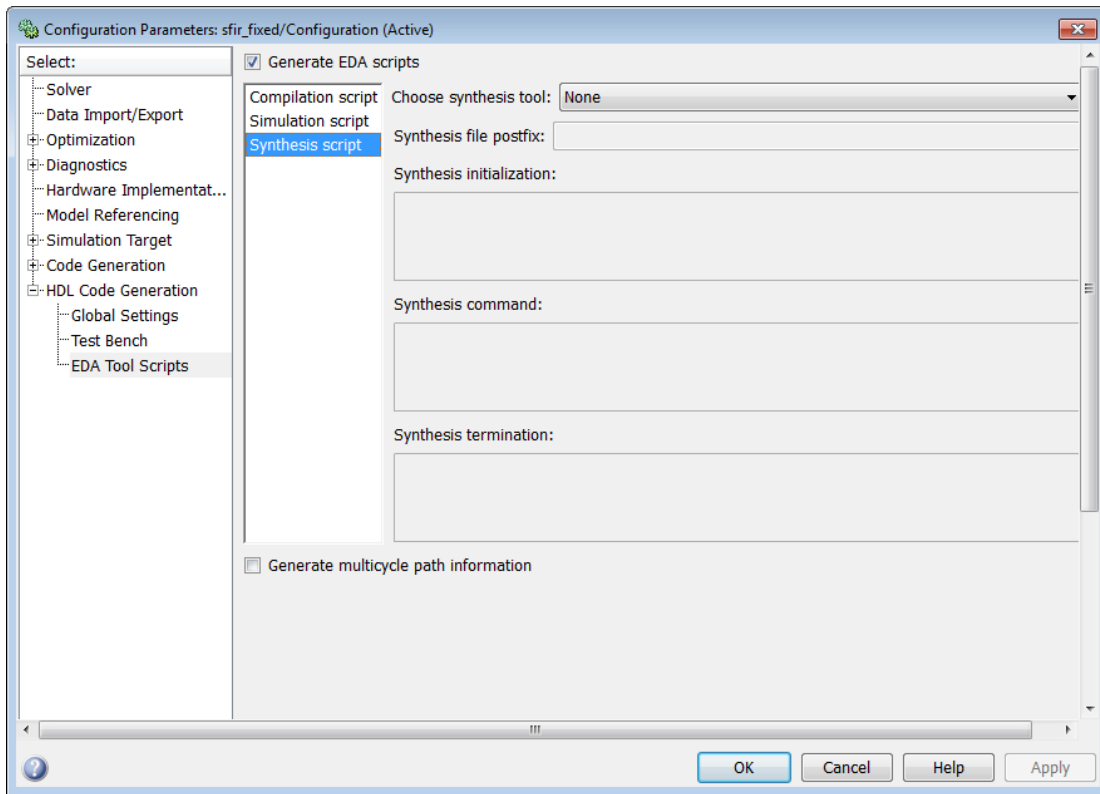 Configuration Parameters: sfir_fixed/Configuration (Active)
Select:
Solver
Data Import/Export
Optimization
Diagnostics
Hardware Implementat...
Model Referencing
Simulation Target
Code Generation
HDL Code Generation
Global Settings
Test Bench
EDA Tool Scripts
Generate EDA scripts
Compilation script
Simulation script
Synthesis script
Choose synthesis tool: None
Synthesis file postfix:
Synthesis initialization:
Synthesis command:
Synthesis termination:
Generate multicycle path information
OK Cancel Help Apply